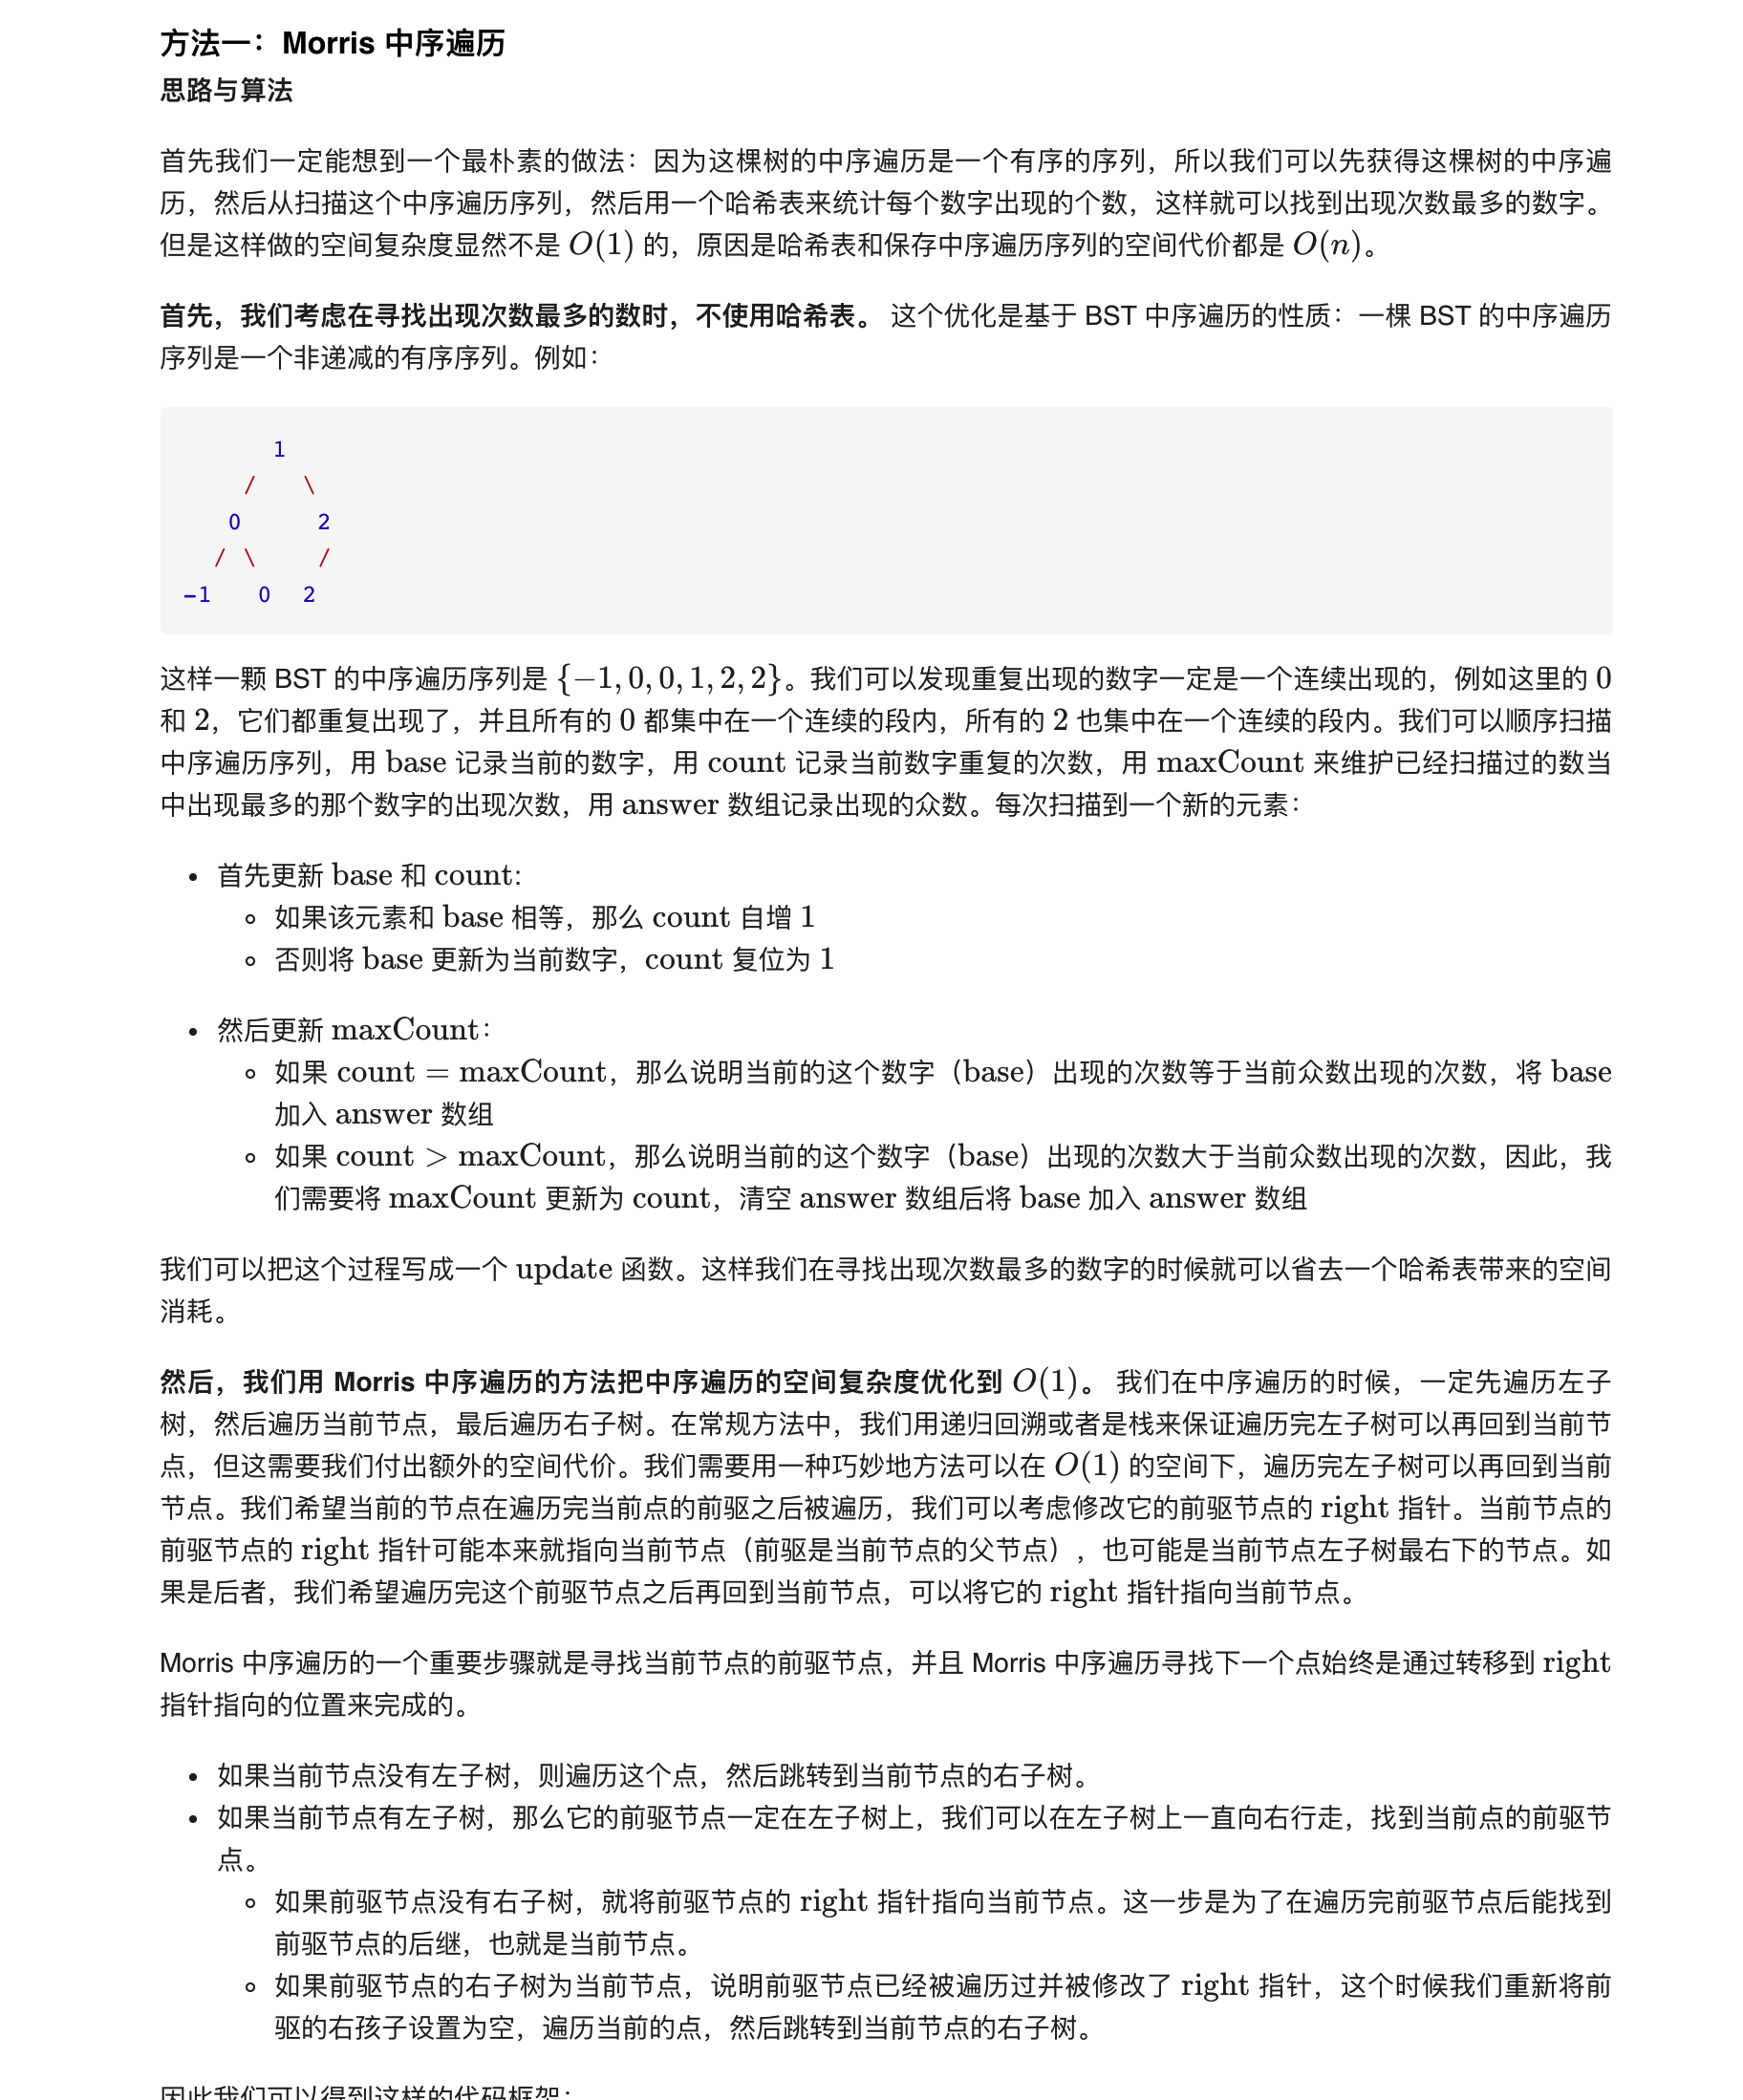 方法一：Morris 中序遍历
思路与算法
首先我们一定能想到一个最朴素的做法：因为这棵树的中序遍历是一个有序的序列，所以我们可以先获得这棵树的中序遍
历，然后从扫描这个中序遍历序列，然后用一个哈希表来统计每个数字出现的个数，这样就可以找到出现次数最多的数字。
但是这样做的空间复杂度显然不是 O(1) 的，原因是哈希表和保存中序遍历序列的空间代价都是 O(n)。
首先，我们考虑在寻找出现次数最多的数时，不使用哈希表。 这个优化是基于 BST 中序遍历的性质：一棵 BST 的中序遍历
序列是一个非递减的有序序列。例如：
1
/ \
0 2
/ \ /
-1 0 2
这样一颗 BST 的中序遍历序列是 {−1, 0, 0, 1, 2, 2}。我们可以发现重复出现的数字一定是一个连续出现的，例如这里的 0
和 2，它们都重复出现了，并且所有的 0 都集中在一个连续的段内，所有的 2 也集中在一个连续的段内。我们可以顺序扫描
中序遍历序列，用 base 记录当前的数字，用 count 记录当前数字重复的次数，用 maxCount 来维护已经扫描过的数当
中出现最多的那个数字的出现次数，用 answer 数组记录出现的众数。每次扫描到一个新的元素：
• 首先更新 base 和 count:
◦ 如果该元素和 base 相等，那么 count 自增 1
◦ 否则将 base 更新为当前数字，count 复位为 1
• 然后更新 maxCount：
◦ 如果 count = maxCount，那么说明当前的这个数字（base）出现的次数等于当前众数出现的次数，将 base
加入 answer 数组
◦ 如果 count > maxCount，那么说明当前的这个数字（base）出现的次数大于当前众数出现的次数，因此，我
们需要将 maxCount 更新为 count，清空 answer 数组后将 base 加入 answer 数组
我们可以把这个过程写成一个 update 函数。这样我们在寻找出现次数最多的数字的时候就可以省去一个哈希表带来的空间
消耗。
然后，我们用 Morris 中序遍历的方法把中序遍历的空间复杂度优化到 O(1)。 我们在中序遍历的时候，一定先遍历左子
树，然后遍历当前节点，最后遍历右子树。在常规方法中，我们用递归回溯或者是栈来保证遍历完左子树可以再回到当前节
点，但这需要我们付出额外的空间代价。我们需要用一种巧妙地方法可以在 O(1) 的空间下，遍历完左子树可以再回到当前
节点。我们希望当前的节点在遍历完当前点的前驱之后被遍历，我们可以考虑修改它的前驱节点的 right 指针。当前节点的
前驱节点的 right 指针可能本来就指向当前节点（前驱是当前节点的父节点），也可能是当前节点左子树最右下的节点。如
果是后者，我们希望遍历完这个前驱节点之后再回到当前节点，可以将它的 right 指针指向当前节点。
Morris 中序遍历的一个重要步骤就是寻找当前节点的前驱节点，并且 Morris 中序遍历寻找下一个点始终是通过转移到 right
指针指向的位置来完成的。
• 如果当前节点没有左子树，则遍历这个点，然后跳转到当前节点的右子树。
• 如果当前节点有左子树，那么它的前驱节点一定在左子树上，我们可以在左子树上一直向右行走，找到当前点的前驱节
点。
◦ 如果前驱节点没有右子树，就将前驱节点的 right 指针指向当前节点。这一步是为了在遍历完前驱节点后能找到
前驱节点的后继，也就是当前节点。
◦ 如果前驱节点的右子树为当前节点，说明前驱节点已经被遍历过并被修改了 right 指针，这个时候我们重新将前
驱的右孩子设置为空，遍历当前的点，然后跳转到当前节点的右子树。
因此我们可以得到这样的代码框架：